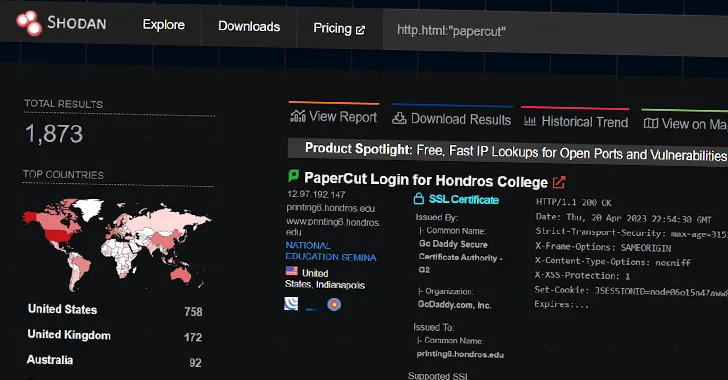 SHODAN
Explore
Downloads
Pricing
http.html:"papercut"
TOTAL RESULTS
1,873
TOP COUNTRIES
United States 758
United Kingdom 172
Australia 92
View Report
Download Results
Historical Trend
View on Ma
Product Spotlight: Free, Fast IP Lookups for Open Ports and Vulnerabilities
PaperCut Login for Hondros College
12.97.192.147
printing6.hondros.edu
www.printing6.hondros.
edu
NATIONAL
EDUCATION SEMINA
United
States, Indianapolis
SSL Certificate
Issued By:
|- Common Name:
Go Daddy Secure
Certificate Authority -
G2
|- Organization:
GoDaddy.com, Inc.
Issued To:
|- Common Name:
printing6.hondros.edu
Supported SSL
HTTP/1.1 200 OK
Date: Thu, 20 Apr 2023 22:54:30 GMT
Strict-Transport-Security: max-age=315
X-Frame-Options: SAMEORIGIN
X-Content-Type-Options: nosniff
X-XSS-Protection: 1
Set-Cookie:
Expires:...